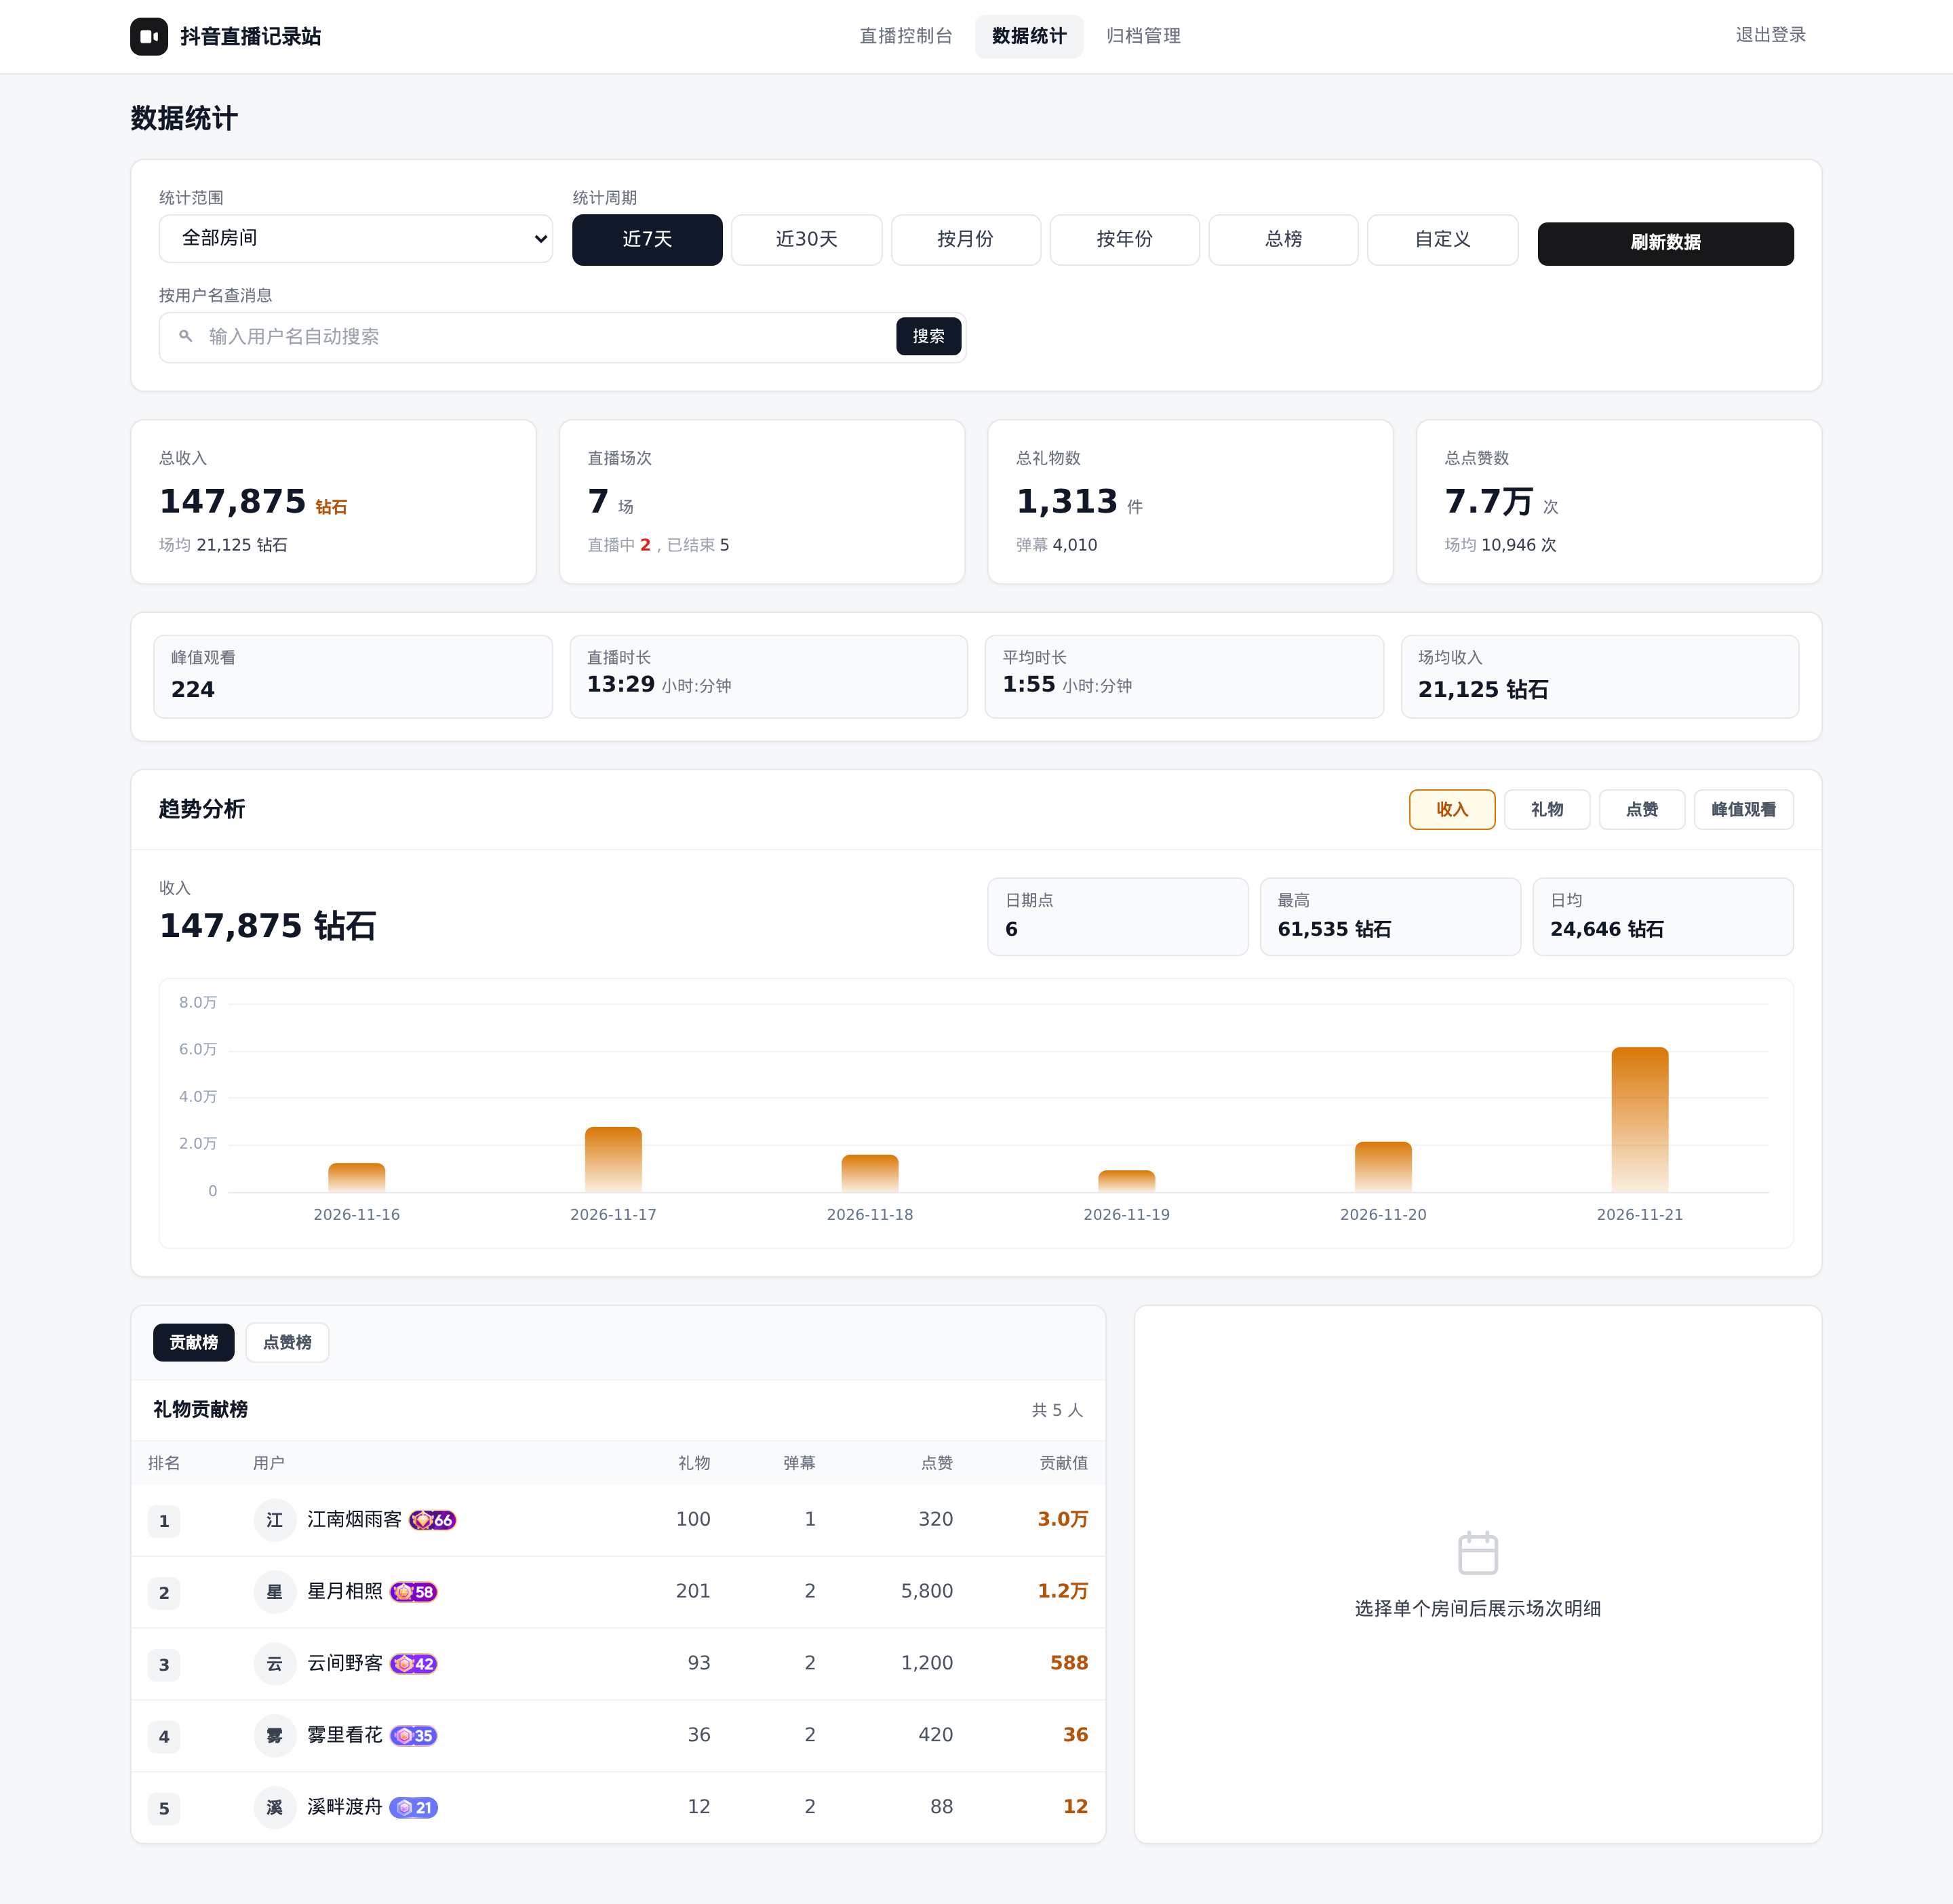 抖音直播记录站
直播控制台 数据统计 归档管理
退出登录
数据统计
统计范围 统计周期
全部房间 近7天 近30天 按月份 按年份 总榜 自定义 刷新数据
按用户名查消息
输入用户名自动搜索 搜索
总收入 直播场次 总礼物数 总点赞数
147,875 钻石 7 场 1,313 件 7.7万 次
场均 21,125 钻石 直播中 2 , 已结束 5 弹幕 4,010 场均 10,946 次
峰值观看 直播时长 平均时长 场均收入
224 13:29 小时:分钟 1:55 小时:分钟 21,125 钻石
趋势分析 收入 礼物 点赞 峰值观看
收入 日期点 最高 日均
147,875 钻石 6 61,535 钻石 24,646 钻石
8.0万
6.0万
4.0万
2.0万
0
2026-11-16 2026-11-17 2026-11-18 2026-11-19 2026-11-20 2026-11-21
贡献榜 点赞榜
礼物贡献榜 共 5 人
排名 用户 礼物 弹幕 点赞 贡献值
1 江 江南烟雨客 66 100 1 320 3.0万
2 星 星月相照 58 201 2 5,800 1.2万
3 云 云间野客 42 93 2 1,200 588
4 雾 雾里看花 35 36 2 420 36
5 溪 溪畔渡舟 21 12 2 88 12
选择单个房间后展示场次明细